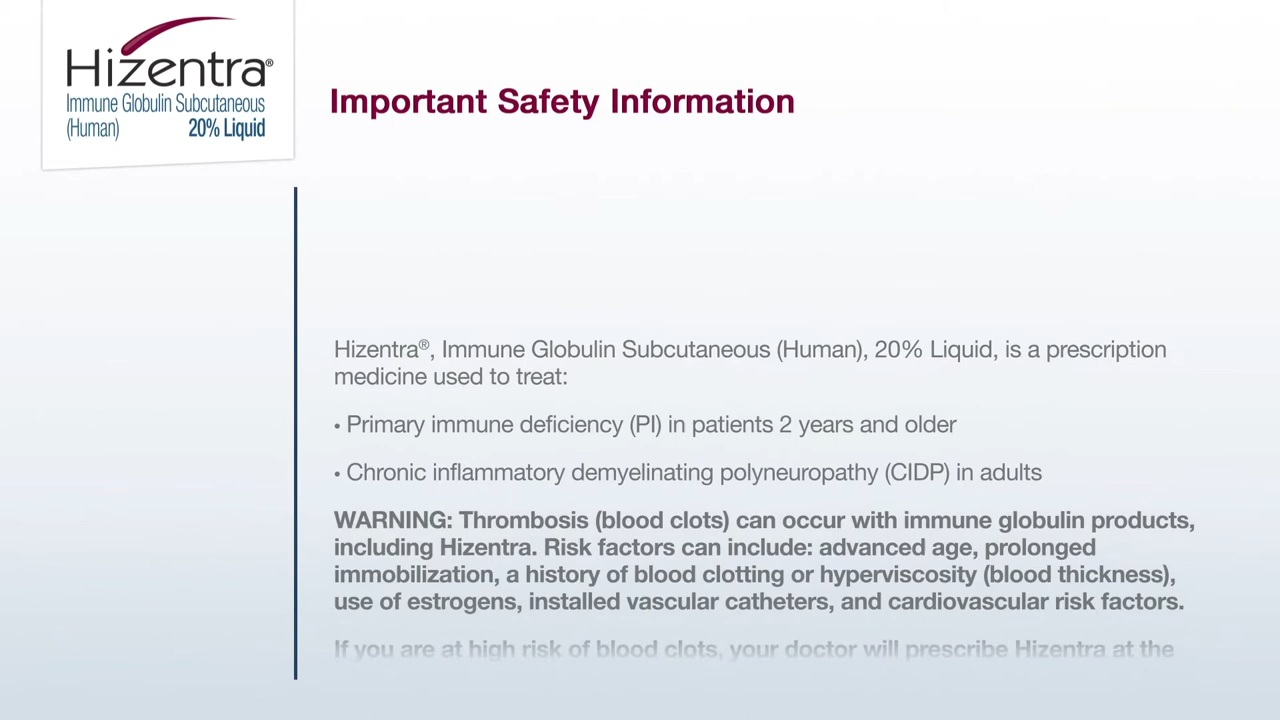 Hizentra®
Immune Globulin Subcutaneous
(Human) 20% Liquid
Important Safety Information
Hizentra®, Immune Globulin Subcutaneous (Human), 20% Liquid, is a prescription
medicine used to treat:
• Primary immune deficiency (PI) in patients 2 years and older
• Chronic inflammatory demyelinating polyneuropathy (CIDP) in adults
WARNING: Thrombosis (blood clots) can occur with immune globulin products,
including Hizentra. Risk factors can include: advanced age, prolonged
immobilization, a history of blood clotting or hyperviscosity (blood thickness),
use of estrogens, installed vascular catheters, and cardiovascular risk factors.
If you are at high risk of blood clots, your doctor will prescribe Hizentra at the